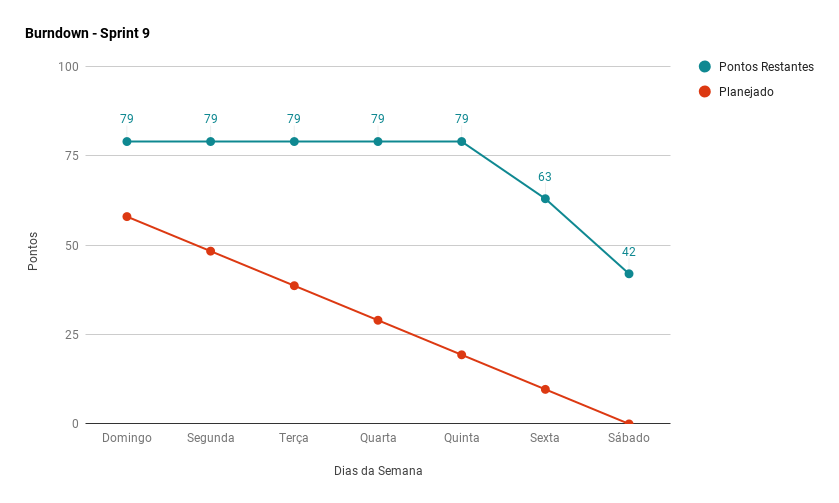 Burndown - Sprint 9
Pontos Restantes
Planejado
100
75
50
25
0
Pontos
79
79
79
79
79
63
42
Domingo
Segunda
Terça
Quarta
Quinta
Sexta
Sábado
Dias da Semana